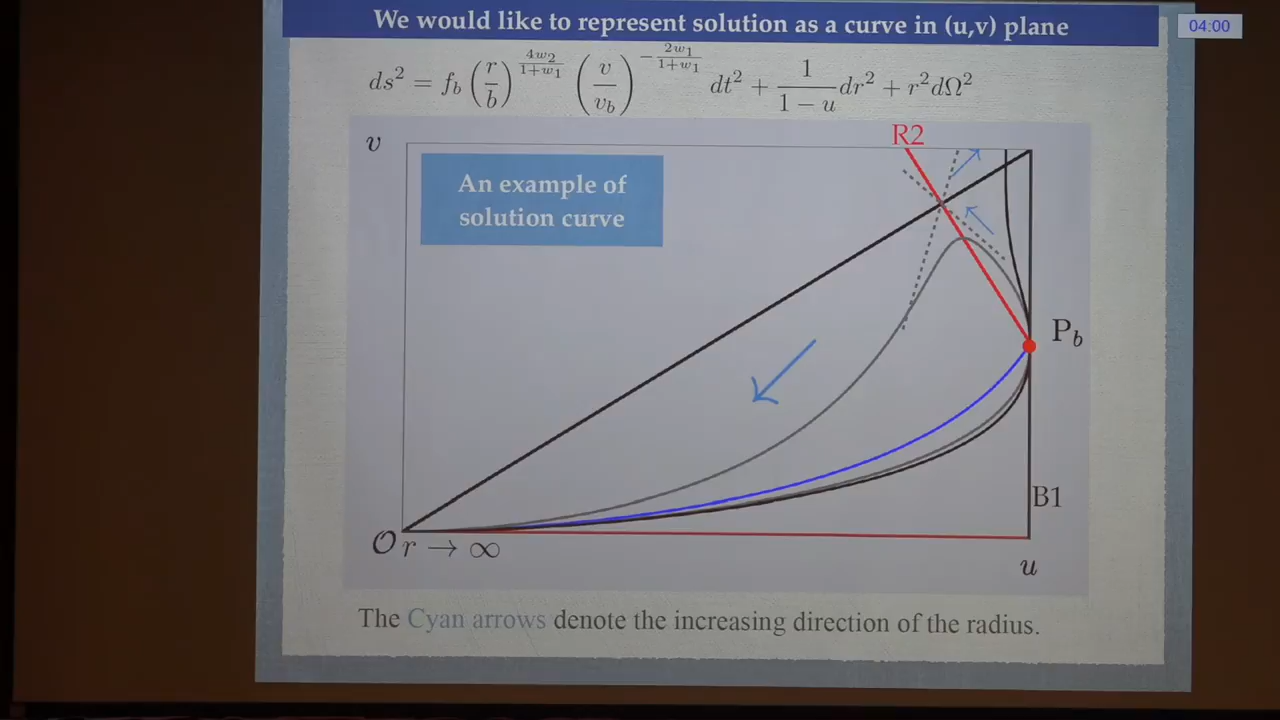 We would like to represent solution as a curve in (u,v) plane
04:00
ds² = f_b (r/b)^{4w₂/(1+w₁)} (v/v_b)^{-2w₁/(1+w₁)} dt² + 1/(1 − u) dr² + r²dΩ²
R2
v
An example of
solution curve
P_b
B1
O r → ∞
u
The Cyan arrows denote the increasing direction of the radius.